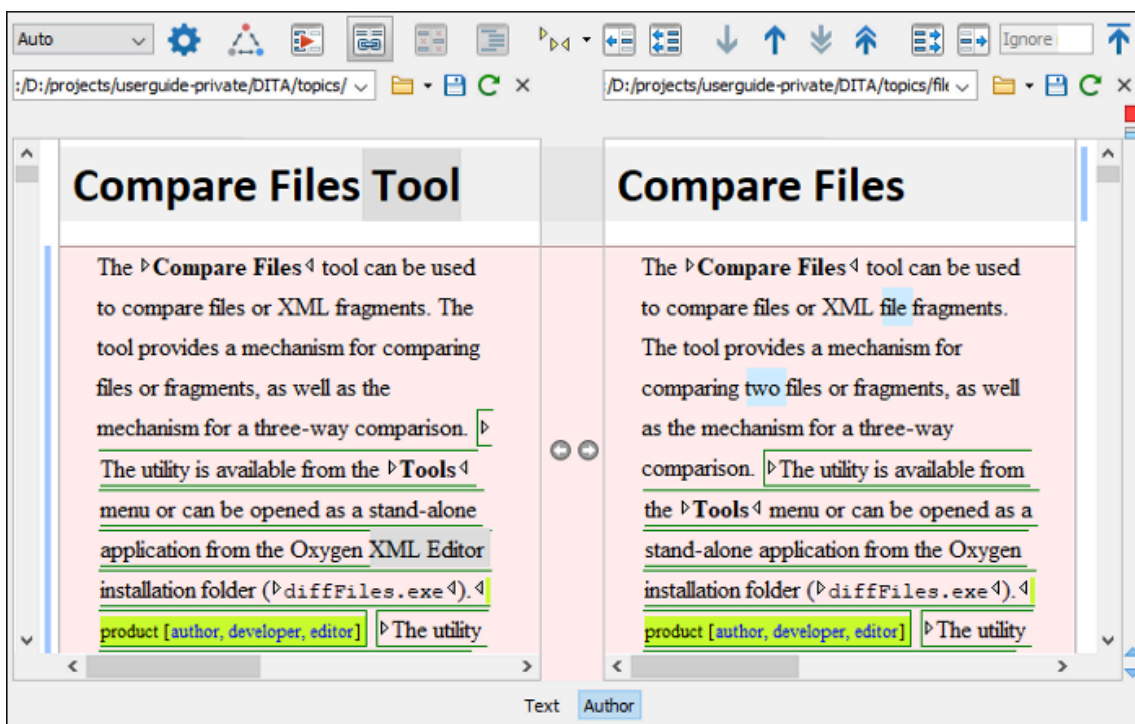 Auto
Ignore
:/D:/projects/userguide-private/DITA/topics/
/D:/projects/userguide-private/DITA/topics/file
Compare Files Tool
The Compare Files tool can be used
to compare files or XML fragments. The
tool provides a mechanism for comparing
files or fragments, as well as the
mechanism for a three-way comparison.
The utility is available from the Tools
menu or can be opened as a stand-alone
application from the Oxygen XML Editor
installation folder (diffFiles.exe).
product [author, developer, editor] The utility
Compare Files
The Compare Files tool can be used
to compare files or XML file fragments.
The tool provides a mechanism for
comparing two files or fragments, as well
as the mechanism for a three-way
comparison. The utility is available from
the Tools menu or can be opened as a
stand-alone application from the Oxygen
installation folder (diffFiles.exe).
product [author, developer, editor] The utility
Text Author